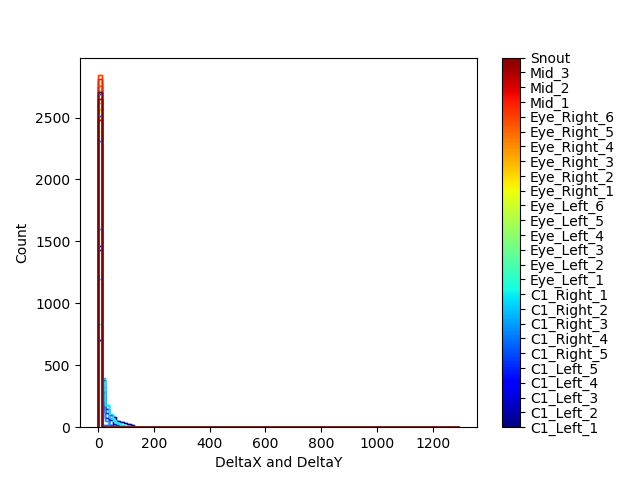 Count
2500
2000
1500
1000
500
0
0
200
400
600
800
1000
1200
DeltaX and DeltaY
Snout
Mid_3
Mid_2
Mid_1
Eye_Right_6
Eye_Right_5
Eye_Right_4
Eye_Right_3
Eye_Right_2
Eye_Right_1
Eye_Left_6
Eye_Left_5
Eye_Left_4
Eye_Left_3
Eye_Left_2
Eye_Left_1
C1_Right_1
C1_Right_2
C1_Right_3
C1_Right_4
C1_Right_5
C1_Left_5
C1_Left_4
C1_Left_3
C1_Left_2
C1_Left_1